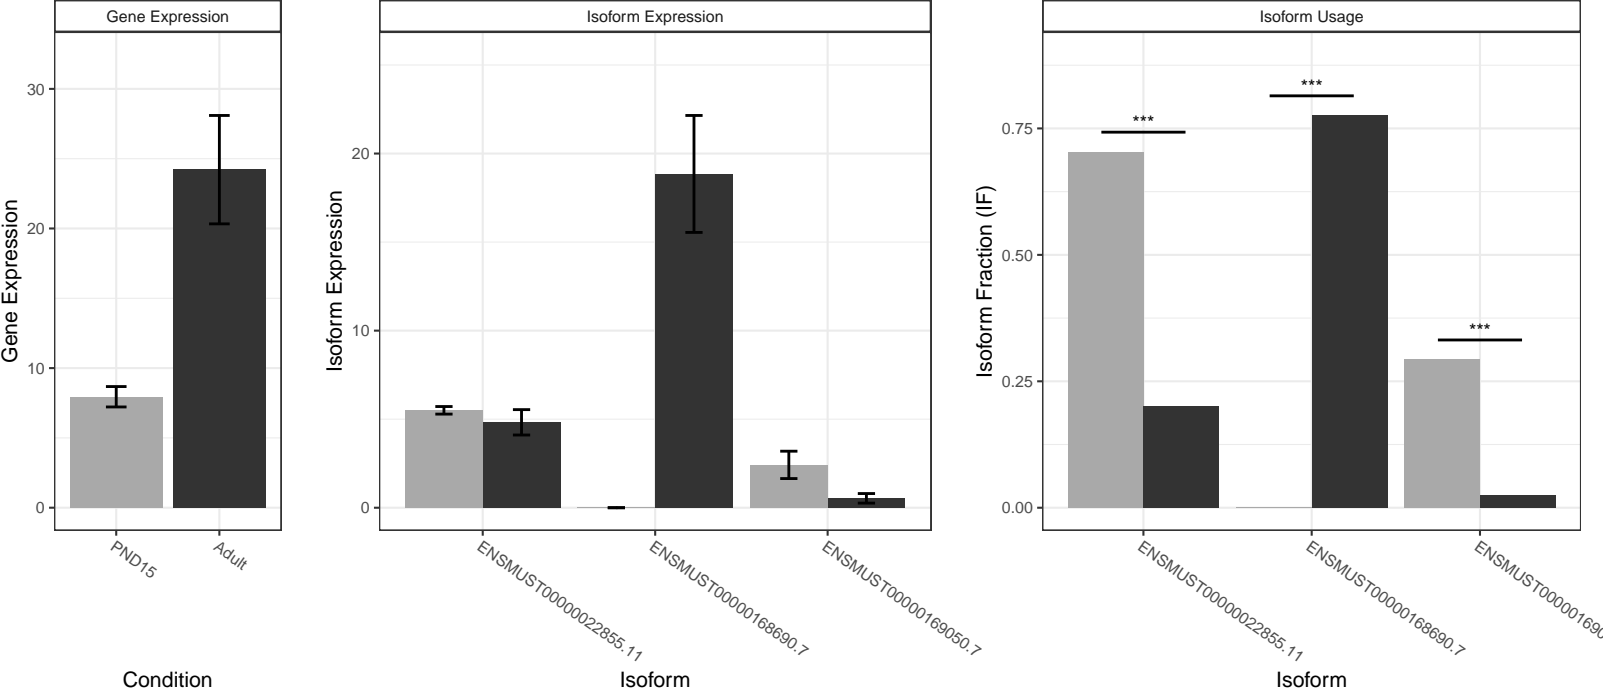 Gene Expression
Isoform Expression
Isoform Usage
Gene Expression
30
20
10
0
PND15
Adult
Condition
Isoform Expression
20
10
0
ENSMUST00000022855.11
ENSMUST00000168690.7
ENSMUST00000169050.7
Isoform
Isoform Fraction (IF)
0.75
0.50
0.25
0.00
***
***
***
ENSMUST00000022855.11
ENSMUST00000168690.7
ENSMUST00000169
Isoform